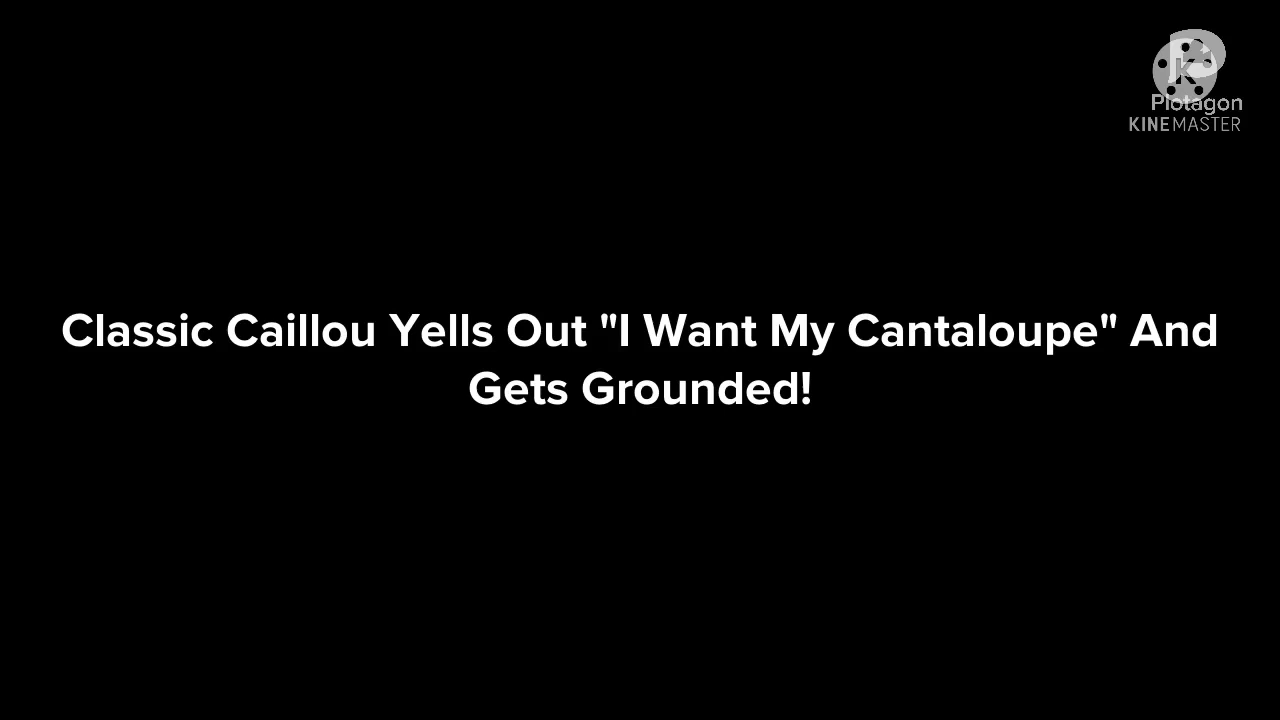 Plotagon
KINEMASTER
Classic Caillou Yells Out "I Want My Cantaloupe" And
Gets Grounded!